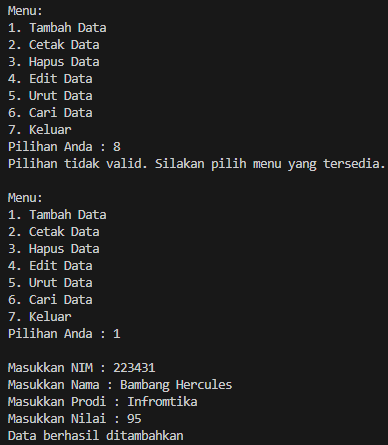 Menu:
1. Tambah Data
2. Cetak Data
3. Hapus Data
4. Edit Data
5. Urut Data
6. Cari Data
7. Keluar
Pilihan Anda : 8
Pilihan tidak valid. Silakan pilih menu yang tersedia.
Menu:
1. Tambah Data
2. Cetak Data
3. Hapus Data
4. Edit Data
5. Urut Data
6. Cari Data
7. Keluar
Pilihan Anda : 1
Masukkan NIM : 223431
Masukkan Nama : Bambang Hercules
Masukkan Prodi : Infromtika
Masukkan Nilai : 95
Data berhasil ditambahkan